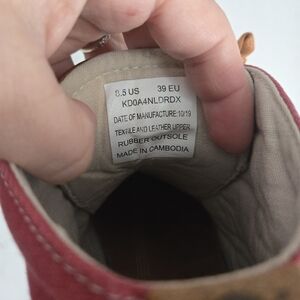 8.5 US 39 EU
KD0A4NLDRDX
DATE OF MANUFACTURE: 10/19
TEXTILE AND LEATHER UPPER
RUBBER OUTSOLE
MADE IN CAMBODIA